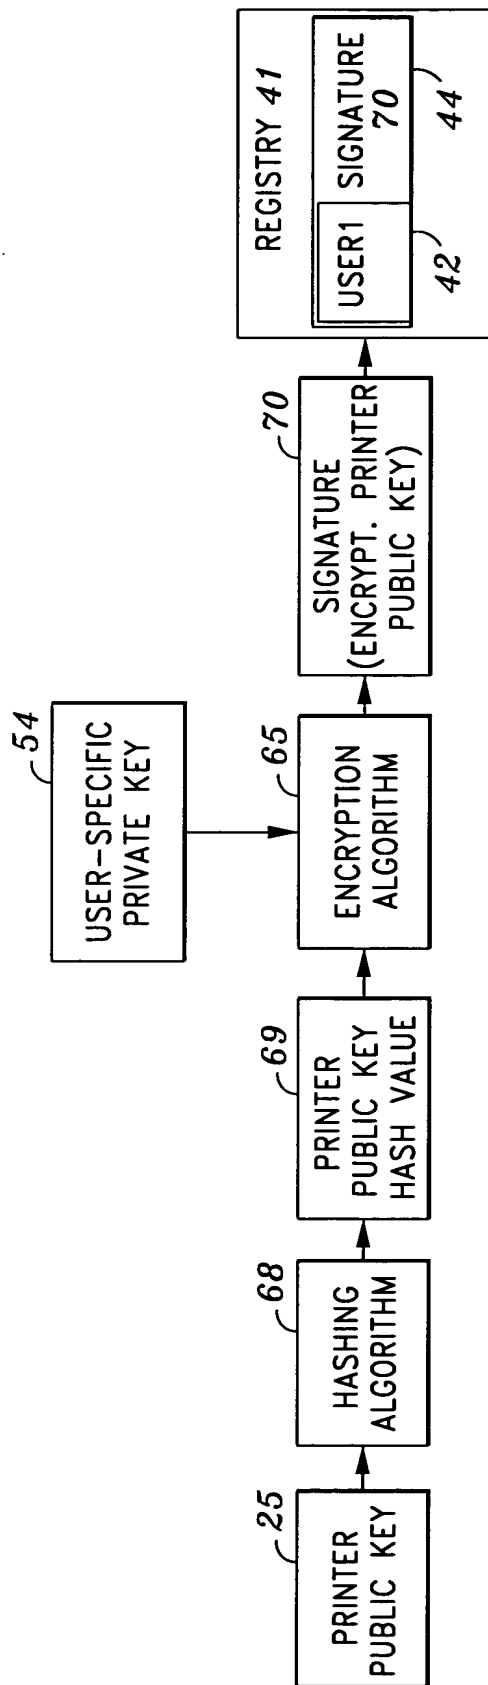 25
PRINTER
PUBLIC KEY
68
HASHING
ALGORITHM
69
PRINTER
PUBLIC KEY
HASH VALUE
54
USER-SPECIFIC
PRIVATE KEY
65
ENCRYPTION
ALGORITHM
70
SIGNATURE
(ENCRYPT. PRINTER
PUBLIC KEY)
REGISTRY 41
USER1
SIGNATURE
70
42
44